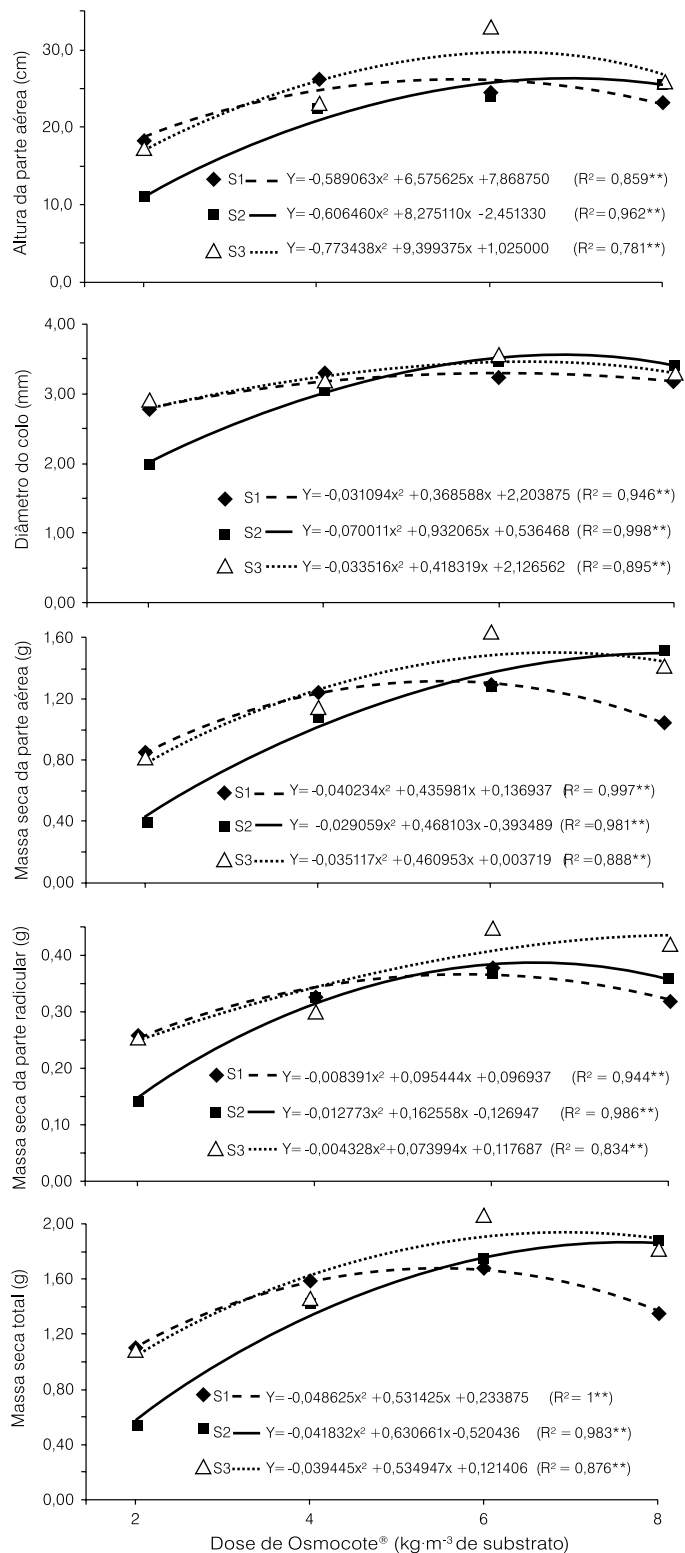 Altura da parte aérea (cm)
30,0
20,0
10,0
0,0
S1 Y= -0,589063x² +6,575625x +7,868750 (R² = 0,859**)
S2 Y= -0,606460x² +8,275110x -2,451330 (R² = 0,962**)
S3 Y= -0,773438x² +9,399375x +1,025000 (R² = 0,781**)
Diâmetro do colo (mm)
4,00
3,00
2,00
1,00
0,00
S1 Y= -0,031094x² +0,368588x +2,203875 (R² = 0,946**)
S2 Y= -0,070011x² +0,932065x +0,536468 (R² =0,998**)
S3 Y= -0,033516x² +0,418319x +2,126562 (R² =0,895**)
Massa seca da parte aérea (g)
1,60
1,20
0,80
0,40
0,00
S1 Y= -0,040234x² +0,435981x +0,136937 (R² = 0,997**)
S2 Y= -0,029059x² +0,468103x -0,393489 (R² =0,981**)
S3 Y= -0,035117x² +0,460953x +0,003719 (R² =0,888**)
Massa seca da parte radicular (g)
0,40
0,30
0,20
0,10
0,00
S1 Y= -0,008391x² +0,095444x +0,096937 (R² = 0,944**)
S2 Y= -0,012773x² +0,162558x -0,126947 (R² = 0,986**)
S3 Y= -0,004328x² +0,073994x +0,117687 (R² = 0,834**)
Massa seca total (g)
2,00
1,60
1,20
0,80
0,40
0,00
S1 Y= -0,048625x² +0,531425x +0,233875 (R² = 1**)
S2 Y= -0,041832x² +0,630661x -0,520436 (R² = 0,983**)
S3 Y= -0,039445x² +0,534947x +0,121406 (R² = 0,876**)
2 4 6 8
Dose de Osmocote® (kg·m⁻³ de substrato)